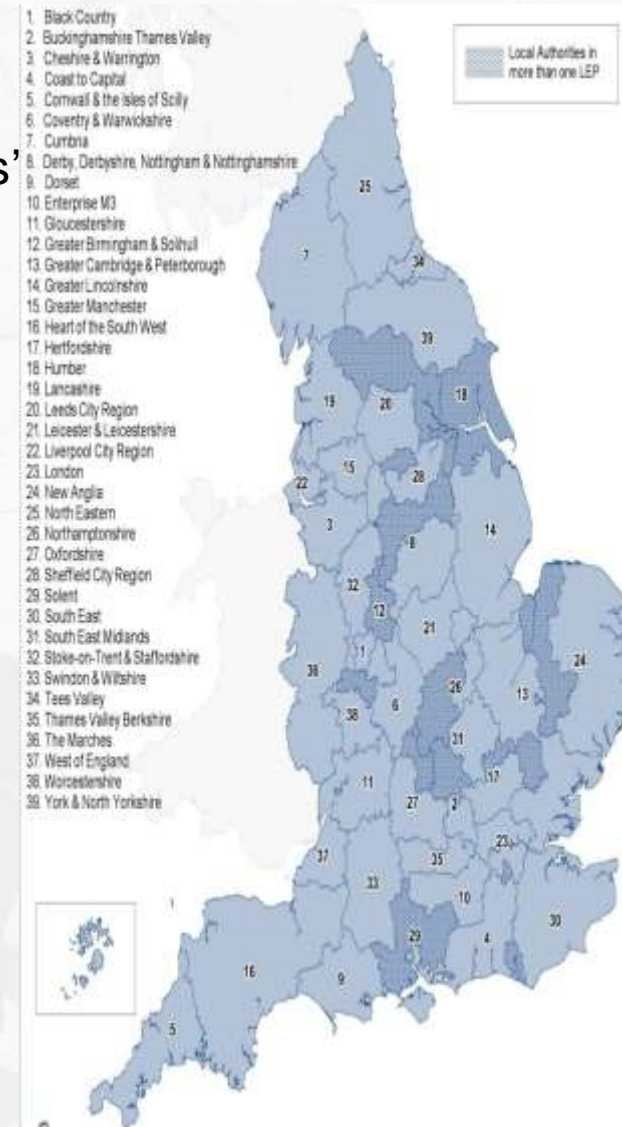 1. Black Country
2. Buckinghamshire Thames Valley
3. Cheshire & Warrington
4. Coast to Capital
5. Cornwall & the Isles of Scilly
6. Coventry & Warwickshire
7. Cumbria
8. Derby, Derbyshire, Nottingham & Nottinghamshire
9. Dorset
10. Enterprise M3
11. Gloucestershire
12. Greater Birmingham & Solihull
13. Greater Cambridge & Peterborough
14. Greater Lincolnshire
15. Greater Manchester
16. Heart of the South West
17. Hertfordshire
18. Humber
19. Lancashire
20. Leeds City Region
21. Leicester & Leicestershire
22. Liverpool City Region
23. London
24. New Anglia
25. North Eastern
26. Northamptonshire
27. Oxfordshire
28. Sheffield City Region
29. Solent
30. South East
31. South East Midlands
32. Stoke-on-Trent & Staffordshire
33. Swindon & Wiltshire
34. Tees Valley
35. Thames Valley Berkshire
36. The Marches
37. West of England
38. Worcestershire
39. York & North Yorkshire
s'
Local Authorities in
more than one LEP
25
7
34
39
19
20
18
15
28
22
3
8
14
32
12
21
24
1
36
26
13
38
6
31
17
11
27
2
23
37
35
33
10
30
29
4
16
9
5